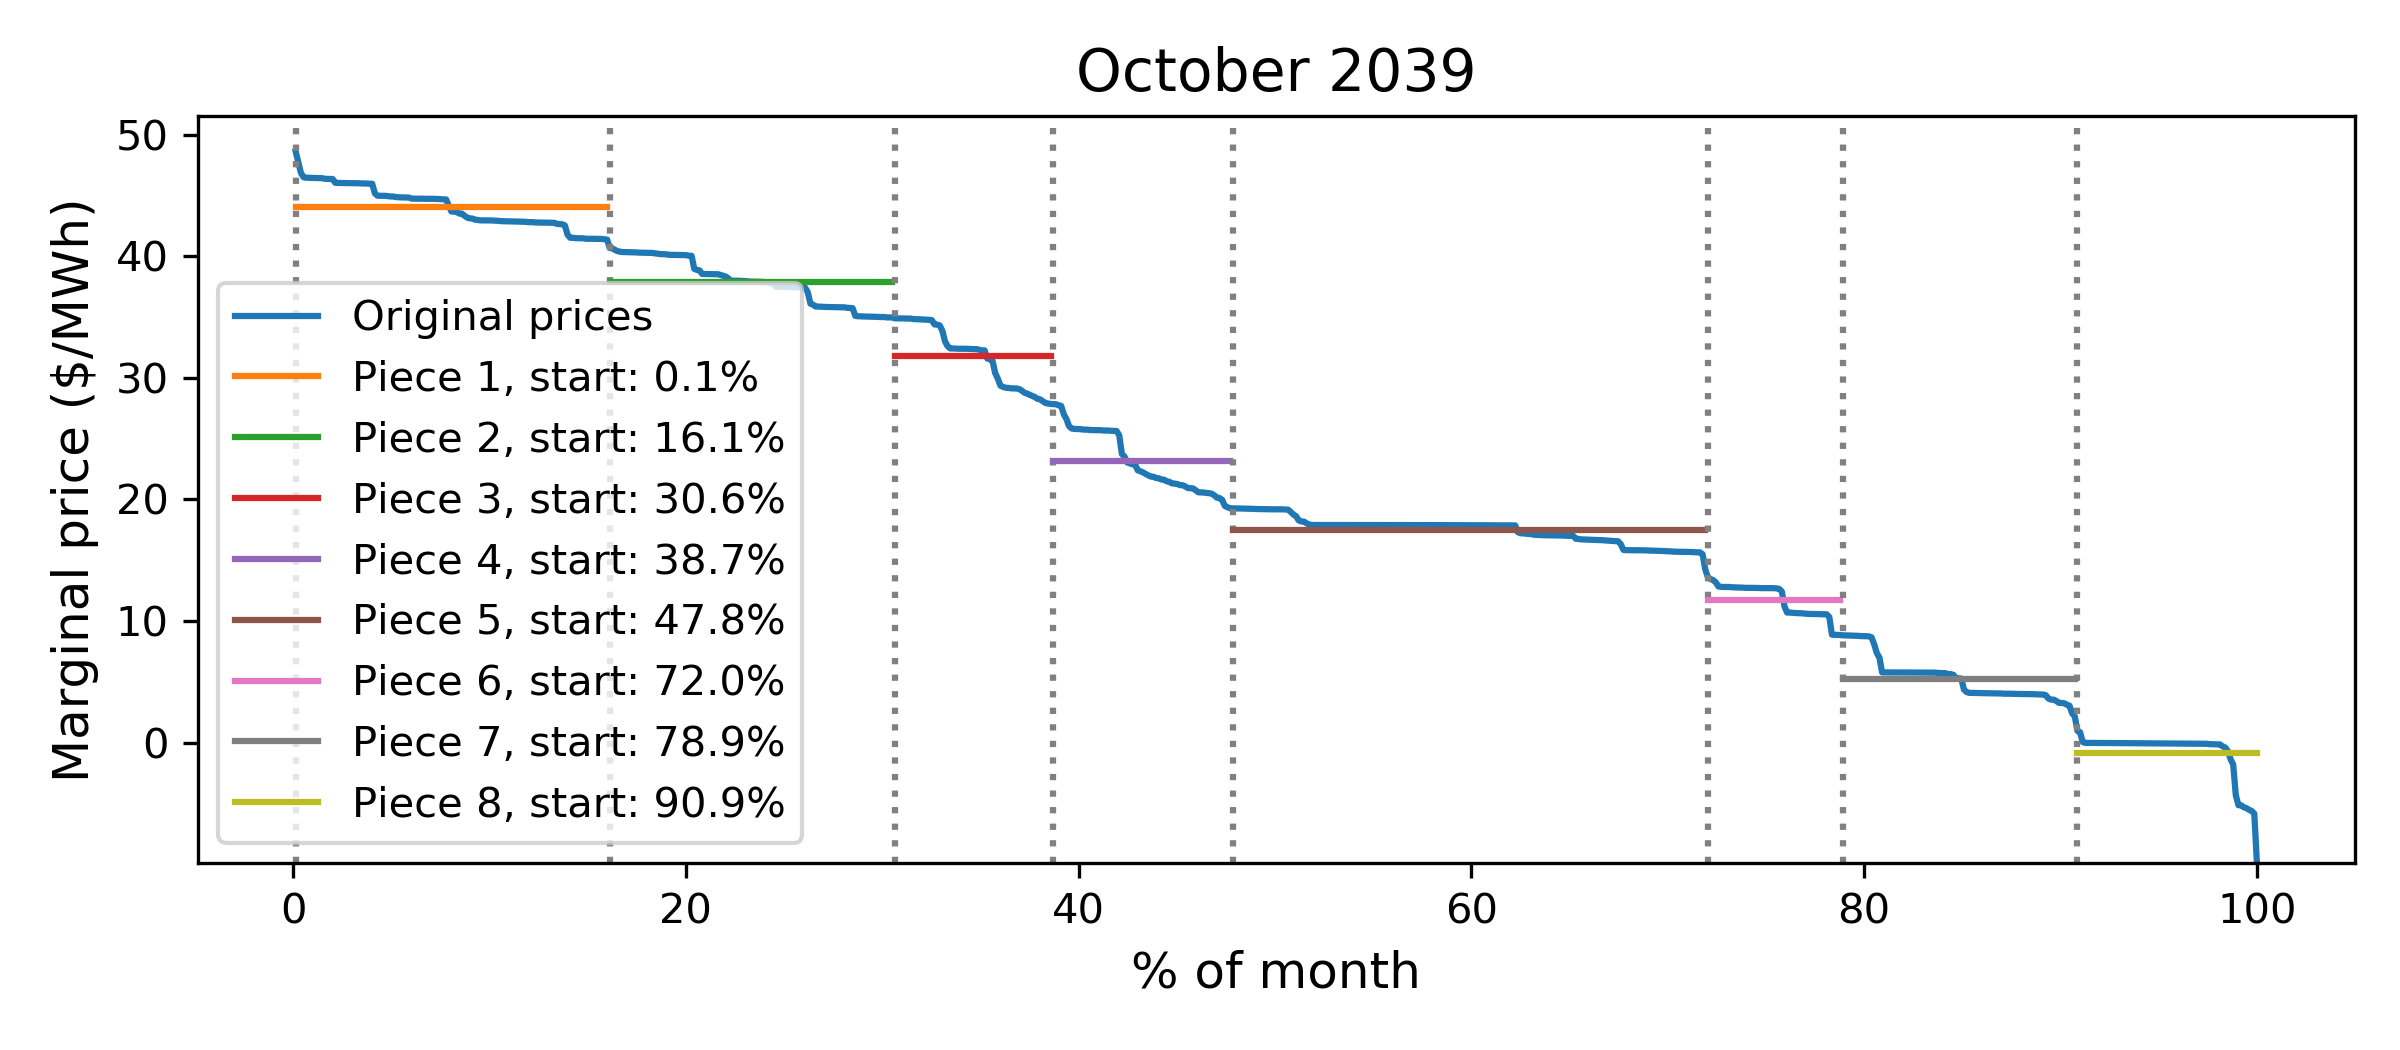 October 2039
Marginal price ($/MWh)
50
40
30
20
10
0
Original prices
Piece 1, start: 0.1%
Piece 2, start: 16.1%
Piece 3, start: 30.6%
Piece 4, start: 38.7%
Piece 5, start: 47.8%
Piece 6, start: 72.0%
Piece 7, start: 78.9%
Piece 8, start: 90.9%
0 20 40 60 80 100
% of month